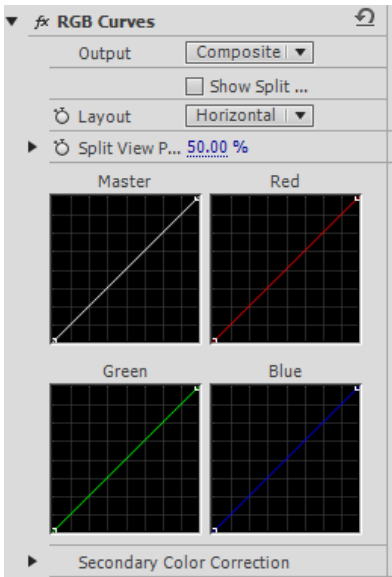 fx RGB Curves
Output Composite
Show Split ...
Layout Horizontal
Split View P... 50.00 %
Master Red
Green Blue
Secondary Color Correction